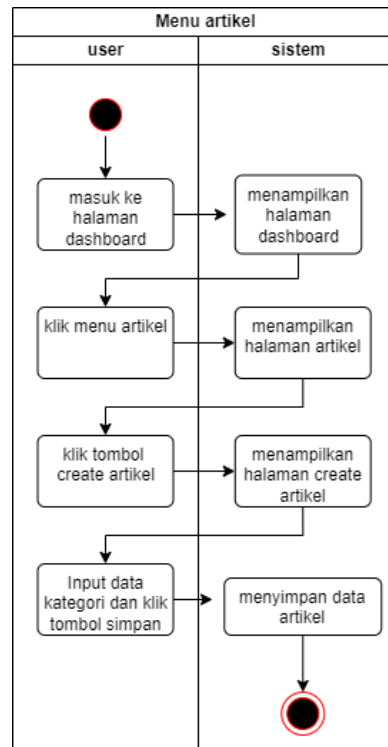 Menu artikel
user
sistem
masuk ke
halaman
dashboard
menampilkan
halaman
dashboard
klik menu artikel
menampilkan
halaman artikel
klik tombol
create artikel
menampilkan
halaman create
artikel
Input data
kategori dan klik
tombol simpan
menyimpan data
artikel